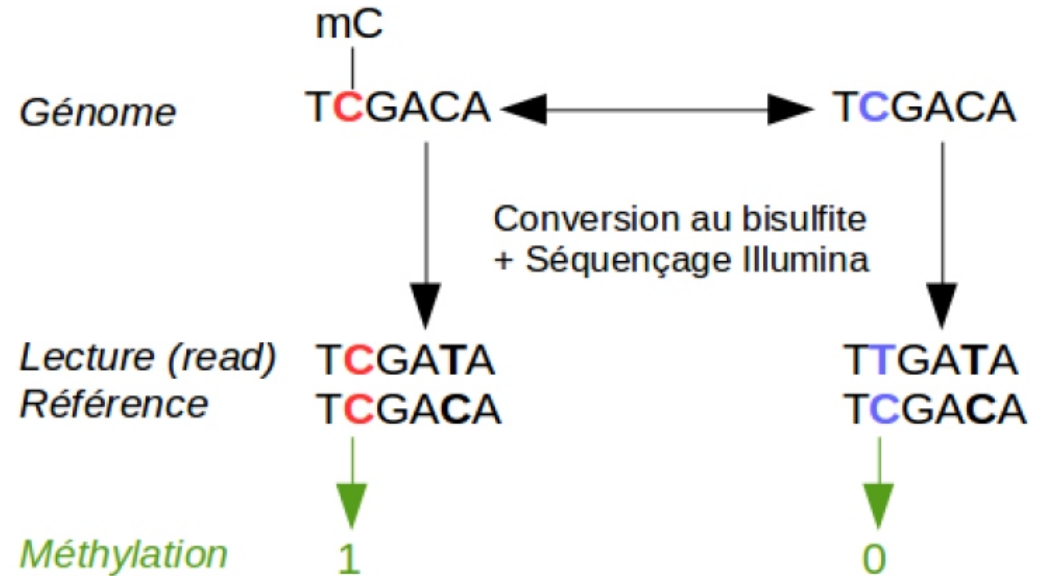 mC
Génome TCGACA TCGACA
Conversion au bisulfite
+ Séquençage Illumina
Lecture (read) TCGATA TTGATA
Référence TCGACA TCGACA
Méthylation 1 0